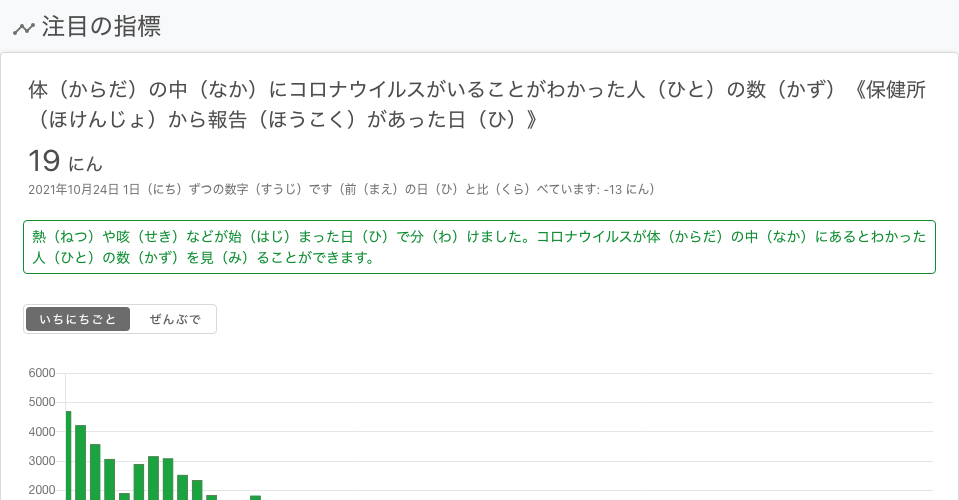 注目の指標
体（からだ）の中（なか）にコロナウイルスがいることがわかった人（ひと）の数（かず）《保健所
（ほけんじょ）から報告（ほうこく）があった日（ひ）》
19 にん
2021年10月24日 1日（にち）ずつの数字（すうじ）です（前（まえ）の日（ひ）と比（くら）べています: -13 にん）
熱（ねつ）や咳（せき）などが始（はじ）まった日（ひ）で分（わ）けました。コロナウイルスが体（からだ）の中（なか）にあるとわかった
人（ひと）の数（かず）を見（み）ることができます。
いちにちごと ぜんぶで
6000
5000
4000
3000
2000